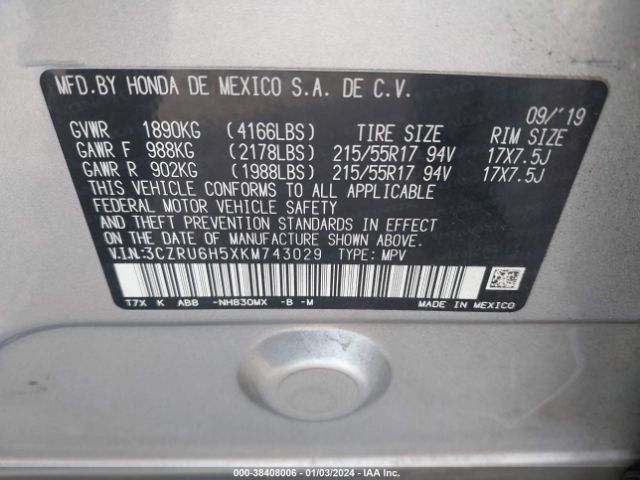 MFD.BY HONDA DE MEXICO S.A. DE C.V.
09/'19
GVWR 1890KG (4166LBS) TIRE SIZE RIM SIZE
GAWR F 988KG (2178LBS) 215/55R17 94V 17X7.5J
GAWR R 902KG (1988LBS) 215/55R17 94V 17X7.5J
THIS VEHICLE CONFORMS TO ALL APPLICABLE
FEDERAL MOTOR VEHICLE SAFETY
AND THEFT PREVENTION STANDARDS IN EFFECT
ON THE DATE OF MANUFACTURE SHOWN ABOVE.
V.I.N:3CZRU6H5XKM743029 TYPE: MPV
T7X K AB8 -NH830MX -B -M MADE IN MEXICO
000-38408006 - 01/03/2024 - IAA Inc.